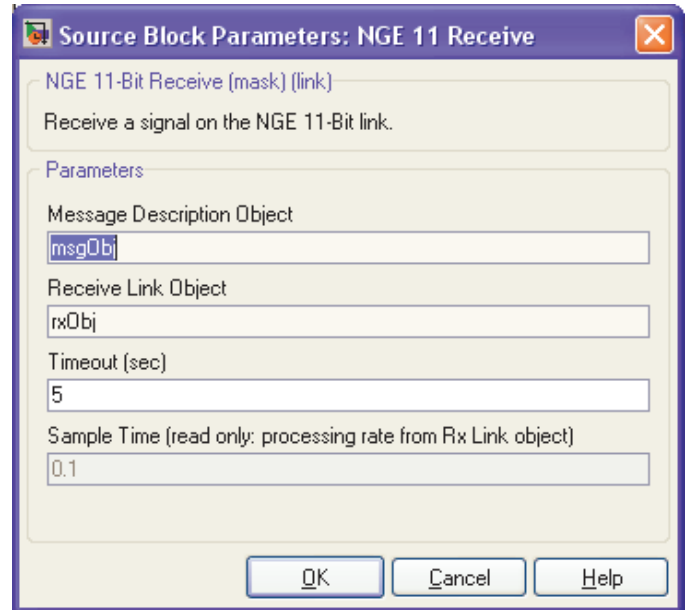 Source Block Parameters: NGE 11 Receive
NGE 11-Bit Receive (mask) (link)
Receive a signal on the NGE 11-Bit link.
Parameters
Message Description Object
msgObj
Receive Link Object
rxObj
Timeout (sec)
5
Sample Time (read only: processing rate from Rx Link object)
0.1
OK Cancel Help